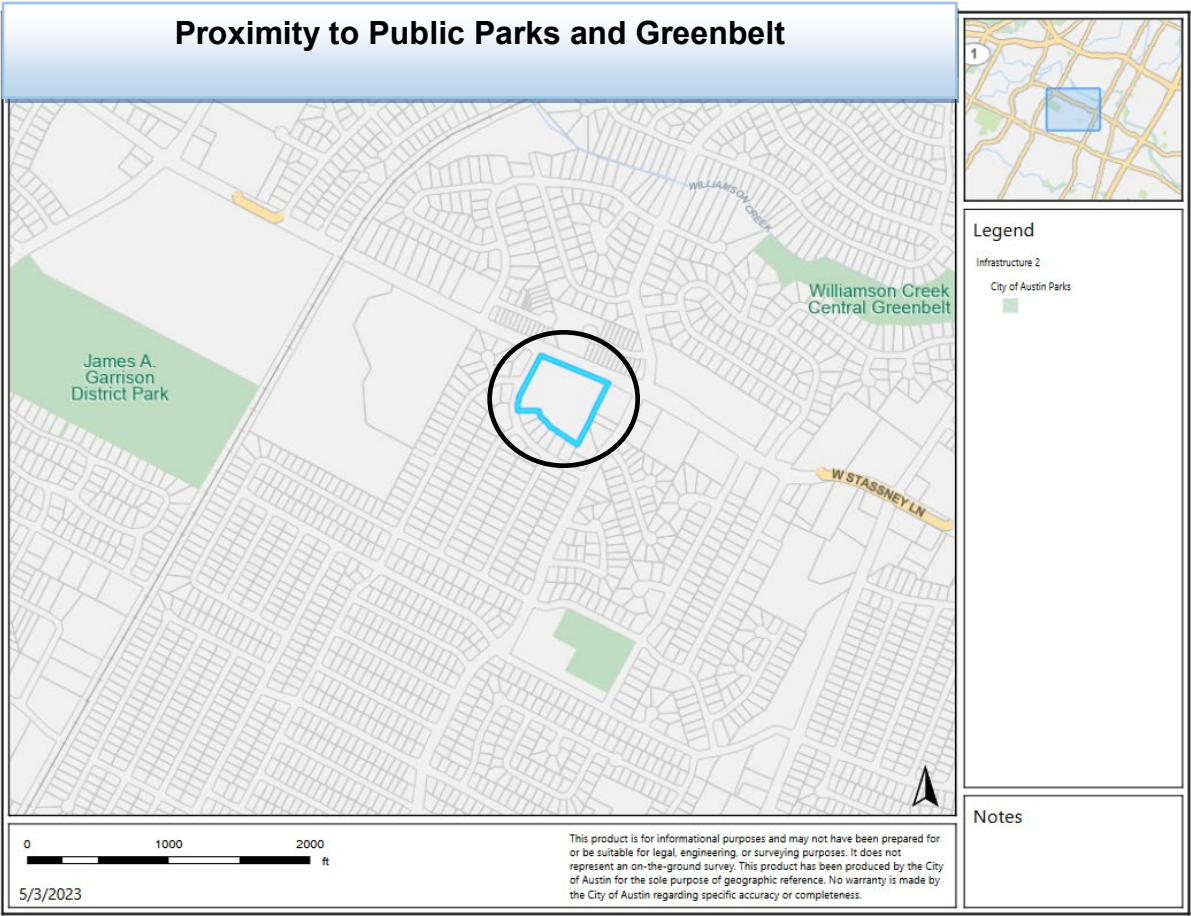 Proximity to Public Parks and Greenbelt
1
WILLIAMSON CREEK
Williamson Creek
Central Greenbelt
James A.
Garrison
District Park
W STASSNEY LN
Legend
Infrastructure 2
City of Austin Parks
Notes
0 1000 2000
ft
5/3/2023
This product is for informational purposes and may not have been prepared for
or be suitable for legal, engineering, or surveying purposes. It does not
represent an on-the-ground survey. This product has been produced by the City
of Austin for the sole purpose of geographic reference. No warranty is made by
the City of Austin regarding specific accuracy or completeness.